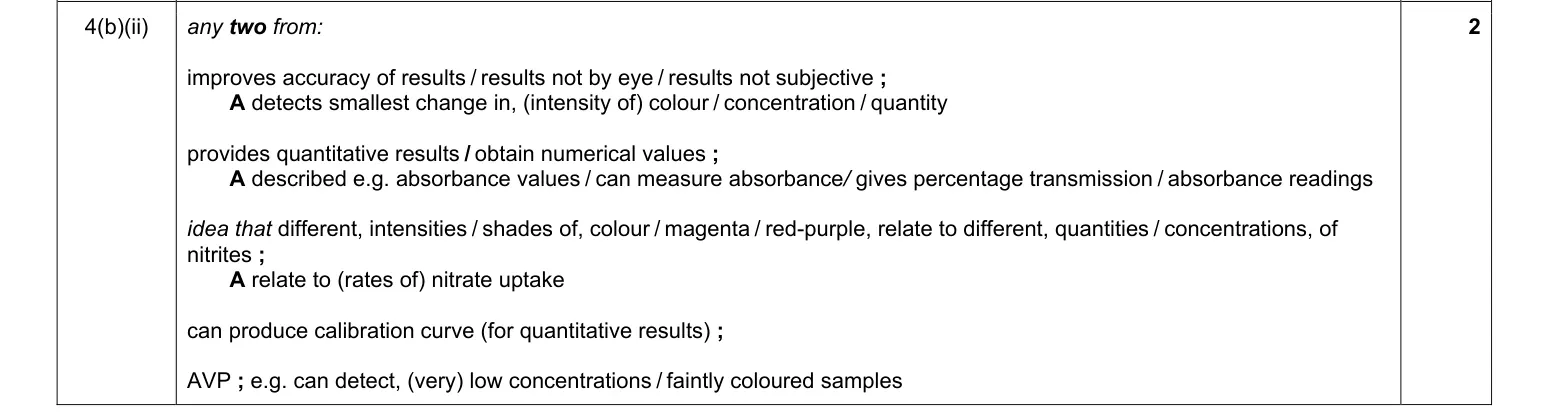 4(b)(ii) any two from: 2
improves accuracy of results / results not by eye / results not subjective ;
A detects smallest change in, (intensity of) colour / concentration / quantity
provides quantitative results / obtain numerical values ;
A described e.g. absorbance values / can measure absorbance/ gives percentage transmission / absorbance readings
idea that different, intensities / shades of, colour / magenta / red-purple, relate to different, quantities / concentrations, of
nitrites ;
A relate to (rates of) nitrate uptake
can produce calibration curve (for quantitative results) ;
AVP ; e.g. can detect, (very) low concentrations / faintly coloured samples